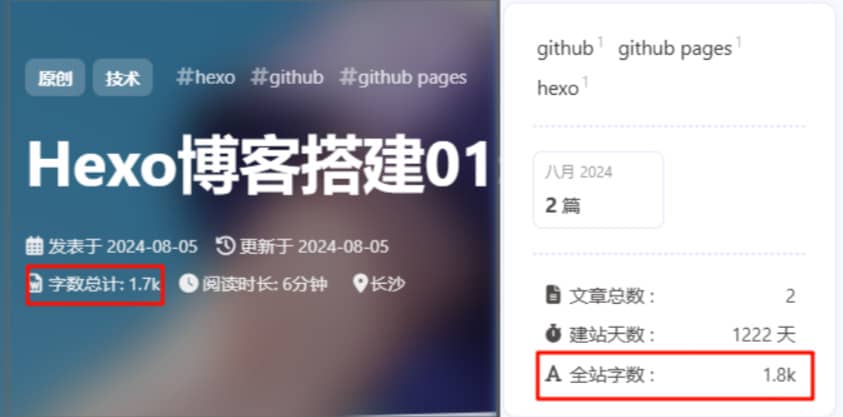 原创 技术 #hexo #github #github pages
Hexo博客搭建01
发表于 2024-08-05 更新于 2024-08-05
字数总计: 1.7k 阅读时长: 6分钟 长沙
github 1 github pages 1
hexo 1
八月 2024
2 篇
文章总数 : 2
建站天数 : 1222 天
A 全站字数 : 1.8k